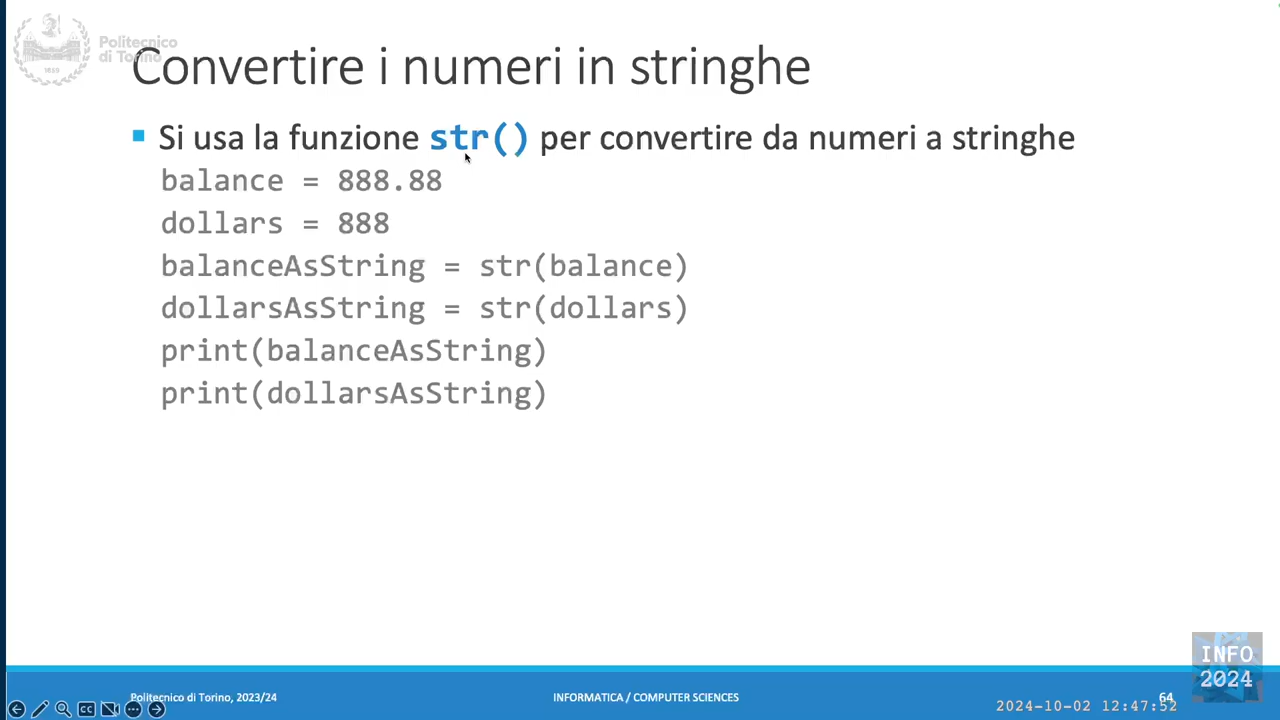 Politecnico
di Torino
Convertire i numeri in stringhe
Si usa la funzione str() per convertire da numeri a stringhe
balance = 888.88
dollars = 888
balanceAsString = str(balance)
dollarsAsString = str(dollars)
print(balanceAsString)
print(dollarsAsString)
INFO
2024
Politecnico di Torino, 2023/24
INFORMATICA / COMPUTER SCIENCES
64
2024-10-02 12:47:52
CC